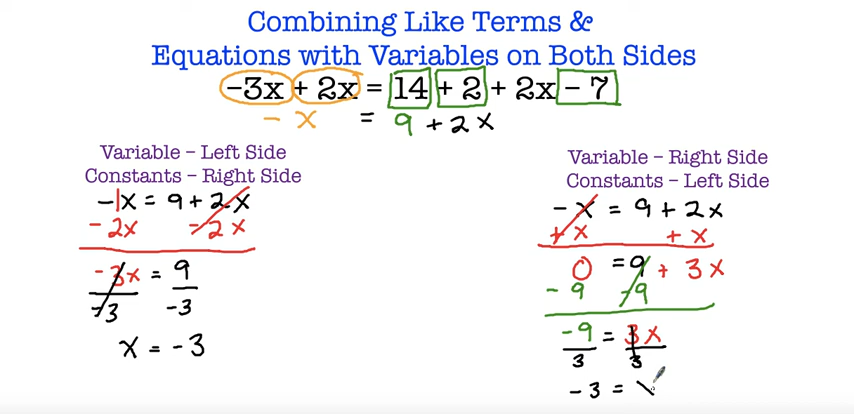 Combining Like Terms &
Equations with Variables on Both Sides
-3x + 2x = 14 + 2 + 2x - 7
- x = 9 + 2x
Variable – Left Side
Constants – Right Side
-1x = 9 + 2x
- 2x - 2x
-3x = 9
-3 -3
x = -3
Variable – Right Side
Constants – Left Side
-x = 9 + 2x
+ x + x
0 = 9 + 3x
- 9 -9
-9 = 3x
3 3
-3 =